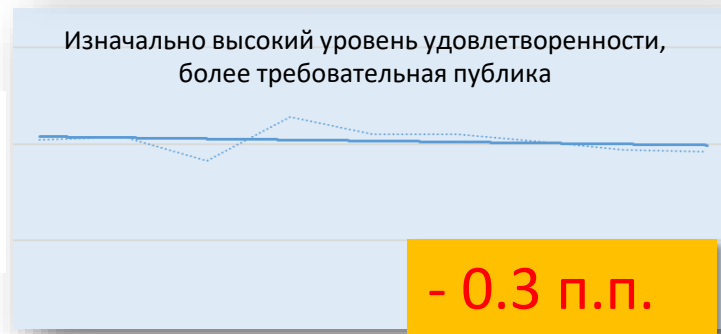 Изначально высокий уровень удовлетворенности,
более требовательная публика
- 0.3 п.п.